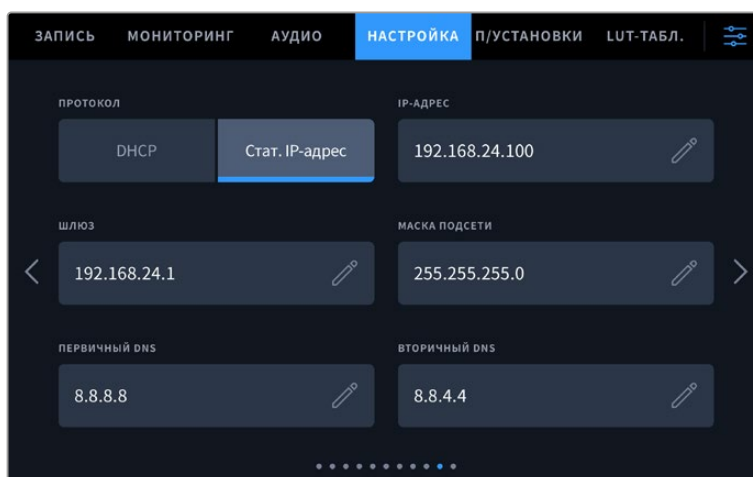 ЗАПИСЬ МОНИТОРИНГ АУДИО НАСТРОЙКА П/УСТАНОВКИ LUT-ТАБЛ.
ПРОТОКОЛ IP-АДРЕС
DHCP Стат. IP-адрес 192.168.24.100
ШЛЮЗ МАСКА ПОДСЕТИ
192.168.24.1 255.255.255.0
ПЕРВИЧНЫЙ DNS ВТОРИЧНЫЙ DNS
8.8.8.8 8.8.4.4